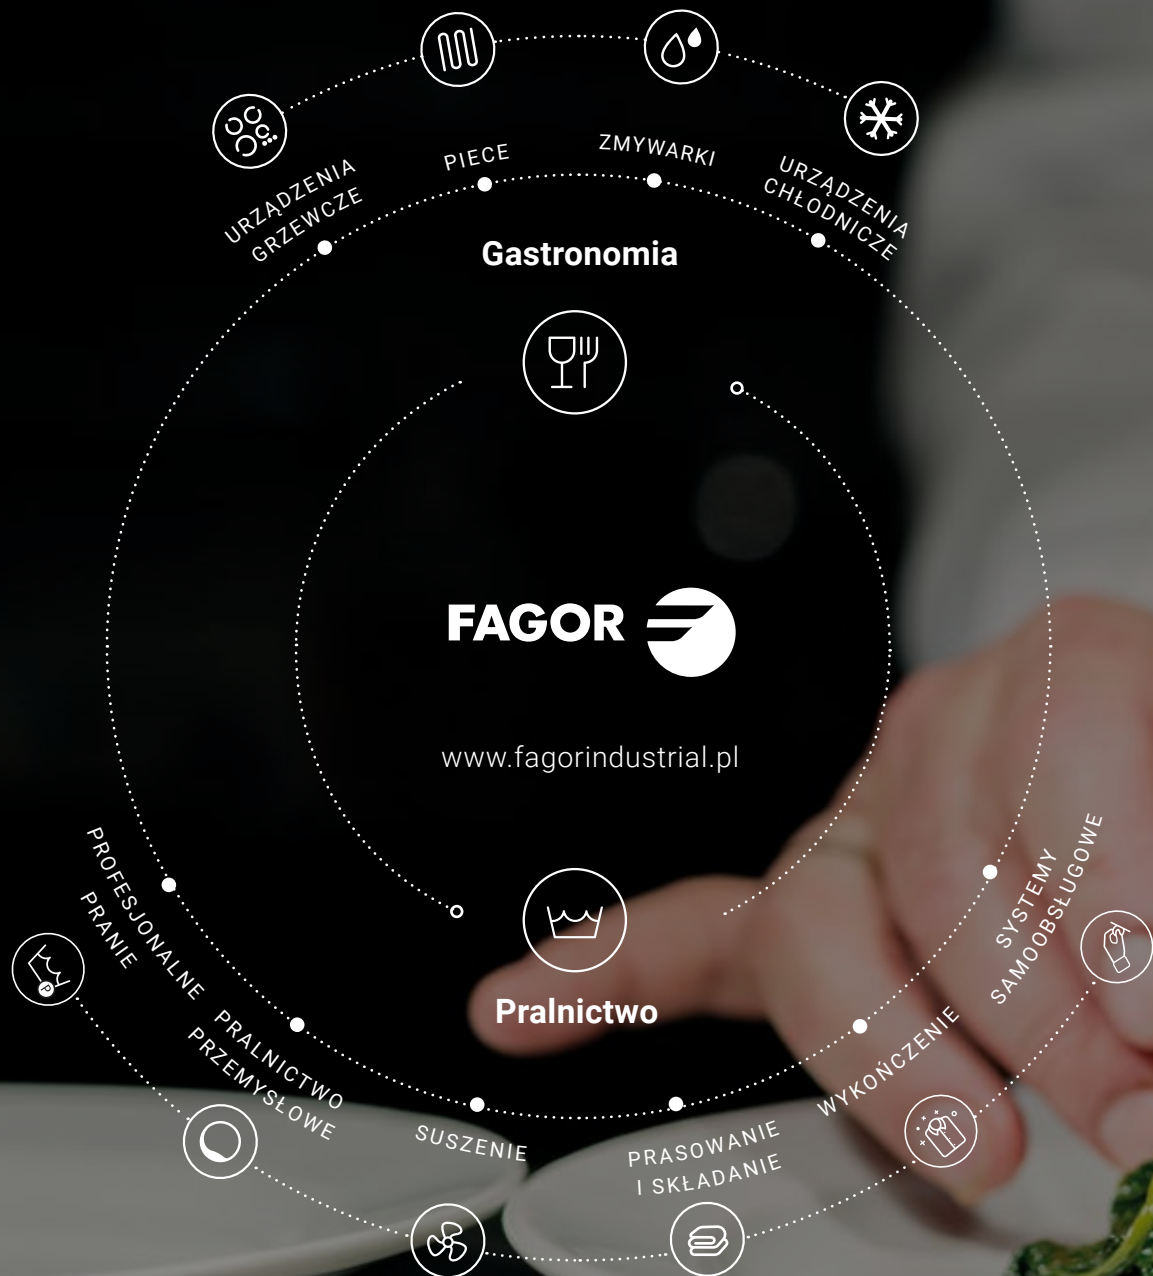 URZĄDZENIA
GRZEWCZE
PIECE
ZMYWARKI
URZĄDZENIA
CHŁODNICZE
Gastronomia
FAGOR
www.fagorindustrial.pl
Pralnictwo
PROFESJONALNE
PRANIE
P
PRALNICTWO
PRZEMYSŁOWE
SUSZENIE
PRASOWANIE
I SKŁADANIE
WYKOŃCZENIE
SYSTEMY
SAMOOBSŁUGOWE